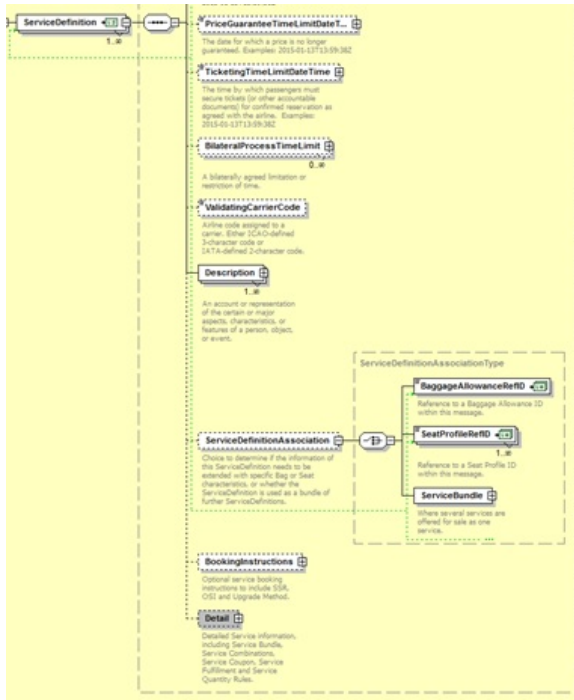 ServiceDefinition
1..∞
PriceGuaranteeTimeLimitDateT...
The date for which a price is no longer
guaranteed. Examples: 2015-01-13T13:59:38Z
TicketingTimeLimitDateTime
The time by which passengers must
secure tickets (or other accountable
documents) for confirmed reservation as
agreed with the airline. Examples:
2015-01-13T13:59:38Z
BilateralProcessTimeLimit
0..∞
A bilaterally agreed limitation or
restriction of time.
ValidatingCarrierCode
Airline code assigned to a
carrier. Either ICAO-defined
3-character code or
IATA-defined 2-character code.
Description
1..∞
An account or representation
of the certain or major
aspects, characteristics, or
features of a person, object,
or event.
ServiceDefinitionAssociationType
BaggageAllowanceRefID
Reference to a Baggage Allowance ID
within this message.
ServiceDefinitionAssociation
Choice to determine if the information of
this ServiceDefinition needs to be
extended with specific Bag or Seat
characteristics, or whether the
ServiceDefinition is used as a bundle of
further ServiceDefinitions.
SeatProfileRefID
1..∞
Reference to a Seat Profile ID
within this message.
ServiceBundle
Where several services are
offered for sale as one
service.
BookingInstructions
Optional service booking
instructions to include SSR,
OSI and Upgrade Method.
Detail
Detailed Service information,
including Service Bundle,
Service Combinations,
Service Coupon, Service
Fulfillment and Service
Quantity Rules.